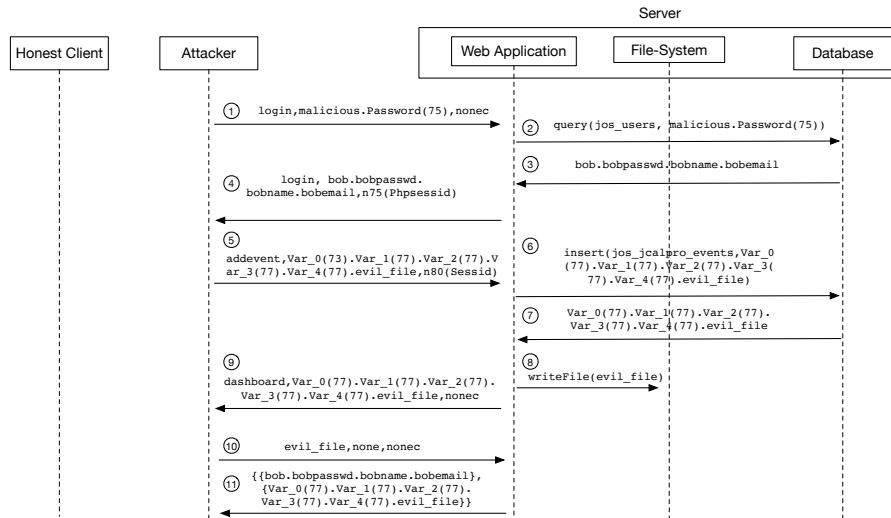 Server
Honest Client
Attacker
Web Application
File-System
Database
1
login,malicious.Password(75),nonec
2
query(jos_users, malicious.Password(75))
3
bob.bobpasswd.bobname.bobemail
4
login, bob.bobpasswd.
bobname.bobemail,n75(Phpsessid)
5
addevent,Var_0(73).Var_1(77).Var_2(77).V
ar_3(77).Var_4(77).evil_file,n80(Sessid)
6
insert(jos_jcalpro_events,Var_0
(77).Var_1(77).Var_2(77).Var_3(
77).Var_4(77).evil_file)
7
Var_0(77).Var_1(77).Var_2(77).
Var_3(77).Var_4(77).evil_file
8
writeFile(evil_file)
9
dashboard,Var_0(77).Var_1(77).Var_2(77).
Var_3(77).Var_4(77).evil_file,nonec
10
evil_file,none,nonec
11
{{bob.bobpasswd.bobname.bobemail},
{Var_0(77).Var_1(77).Var_2(77).
Var_3(77).Var_4(77).evil_file}}